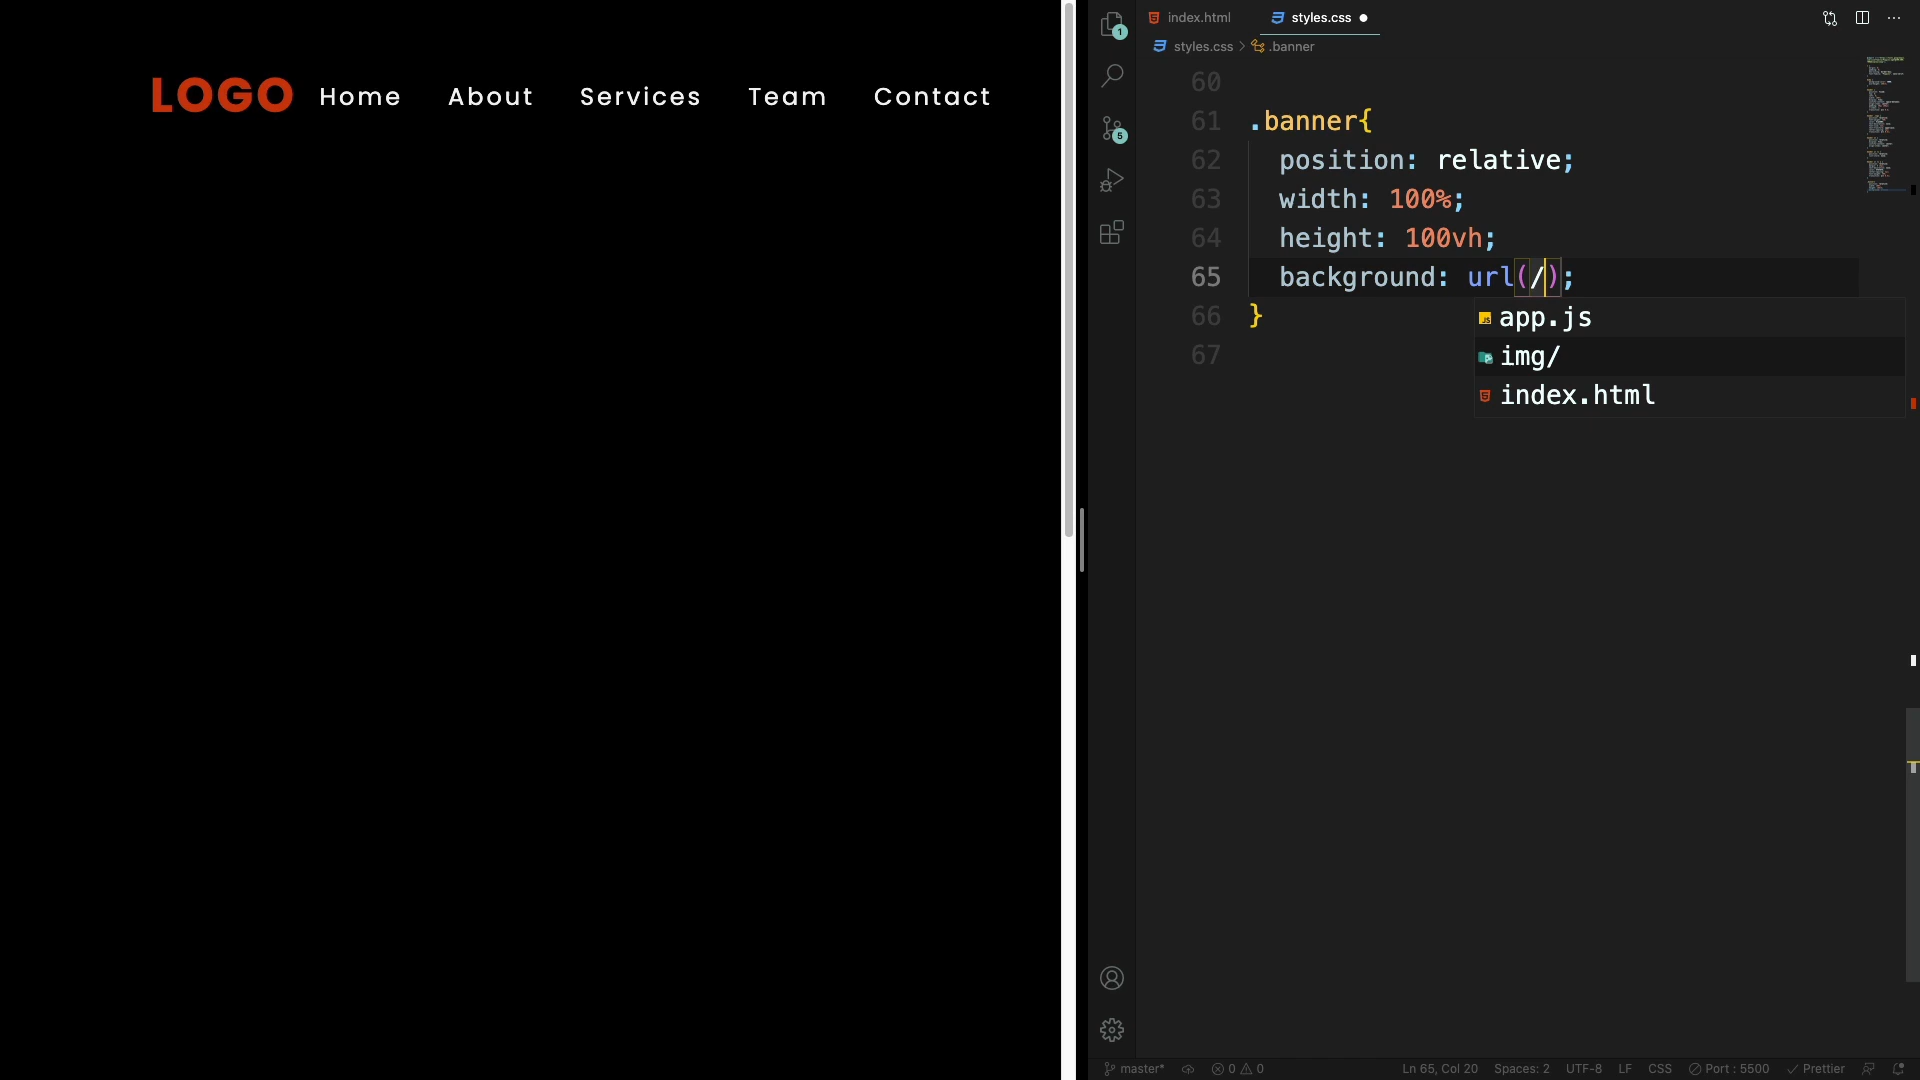 LOGO Home About Services Team Contact
index.html styles.css
styles.css > .banner
60
61 .banner{
62 position: relative;
63 width: 100%;
64 height: 100vh;
65 background: url(/);
66 }
67
app.js
img/
index.html
1
5
master* 0 0 Ln 65, Col 20 Spaces: 2 UTF-8 LF CSS Port : 5500 Prettier